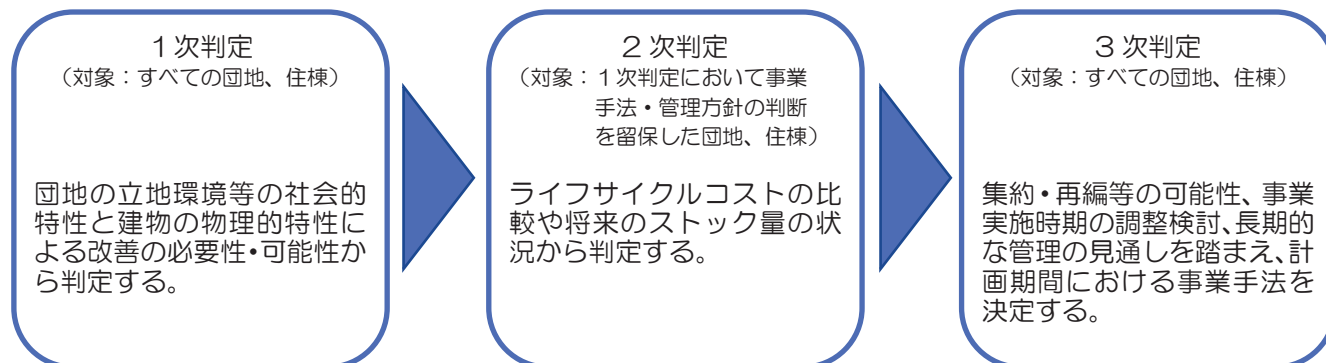 １次判定
（対象：すべての団地、住棟）
団地の立地環境等の社会的
特性と建物の物理的特性に
よる改善の必要性・可能性か
ら判定する。
２次判定
（対象：１次判定において事業
手法・管理方針の判断
を留保した団地、住棟）
ライフサイクルコストの比
較や将来のストック量の状
況から判定する。
３次判定
（対象：すべての団地、住棟）
集約・再編等の可能性、事業
実施時期の調整検討、長期的
な管理の見通しを踏まえ、計
画期間における事業手法を
決定する。